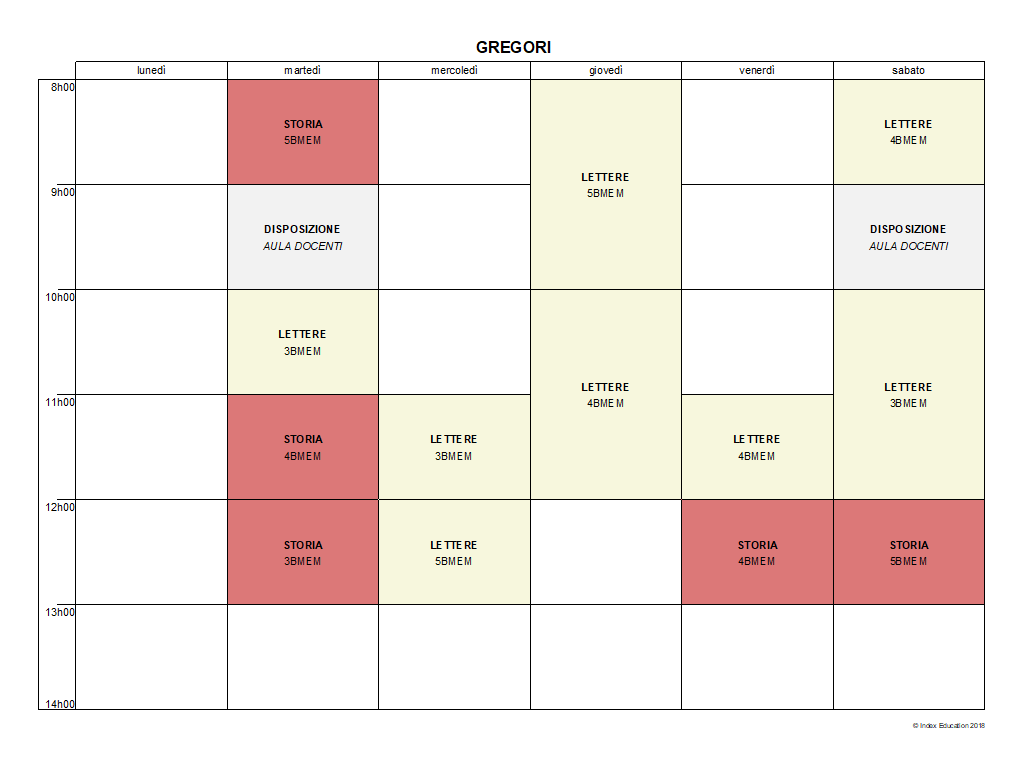 GREGORI
lunedì martedì mercoledì giovedì venerdì sabato
8h00
STORIA
5BMEM
LETTERE
5BMEM
LETTERE
4BMEM
9h00
DISPOSIZIONE
AULA DOCENTI
DISPOSIZIONE
AULA DOCENTI
10h00
LETTERE
3BMEM
LETTERE
4BMEM
LETTERE
3BMEM
11h00
STORIA
4BMEM
LETTERE
3BMEM
LETTERE
4BMEM
12h00
STORIA
3BMEM
LETTERE
5BMEM
STORIA
4BMEM
STORIA
5BMEM
13h00
14h00
© Index Education 2018